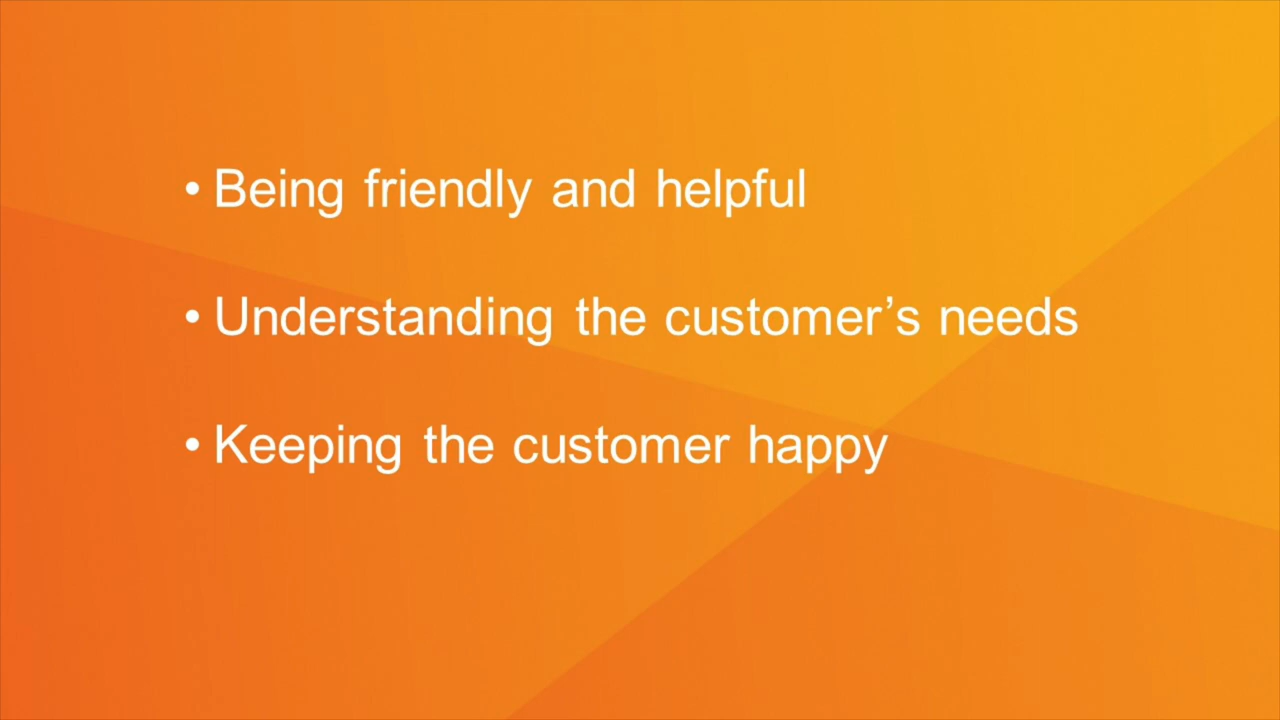 • Being friendly and helpful
• Understanding the customer’s needs
• Keeping the customer happy